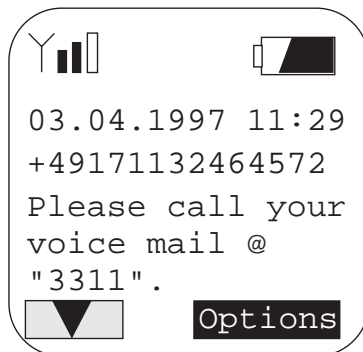 03.04.1997 11:29
+49171132464572
Please call your
voice mail @
"3311".
Options